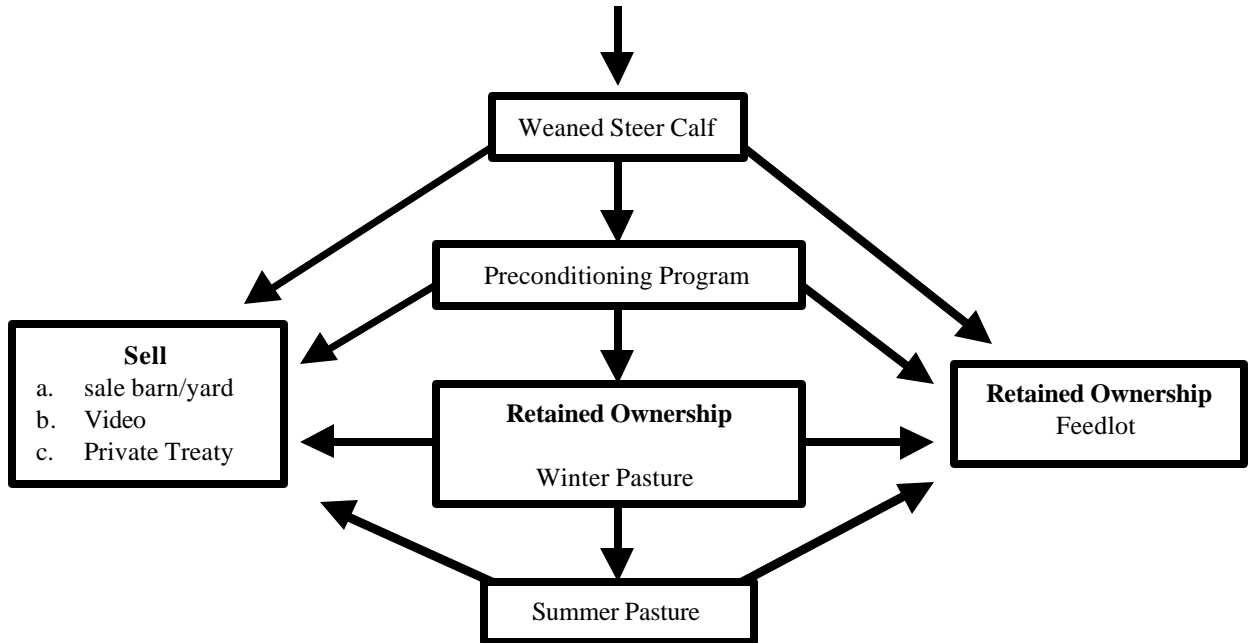 Weaned Steer Calf
Preconditioning Program
Sell
a. sale barn/yard
b. Video
c. Private Treaty
Retained Ownership
Winter Pasture
Retained Ownership
Feedlot
Summer Pasture